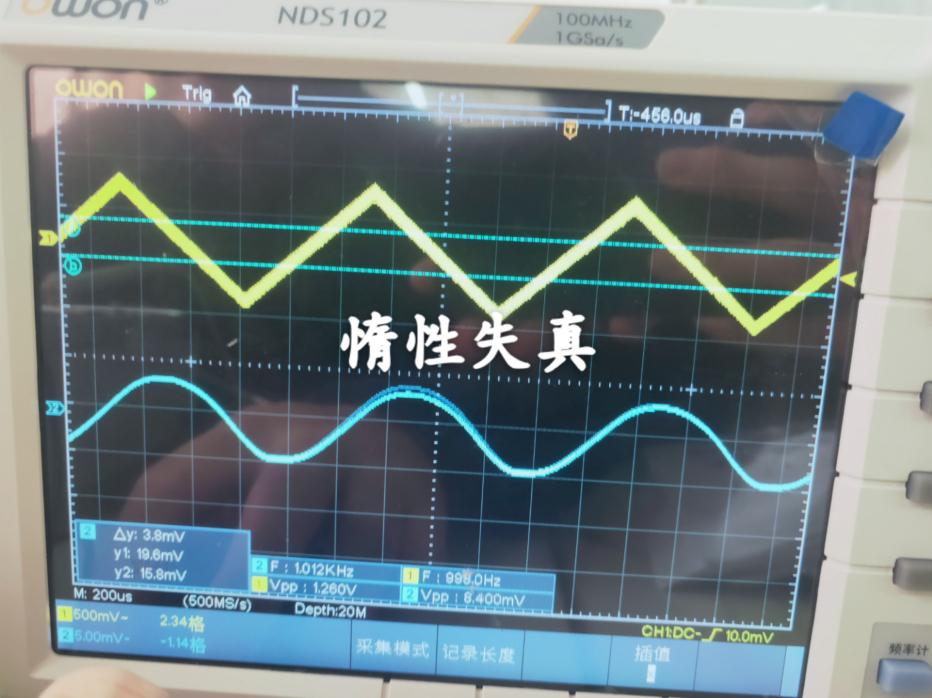 owon®
NDS102
100MHz
1GSa/s
owon Trig T:-456.0us
惰性失真
2 △y: 3.8mV
y1: 19.6mV
y2: 15.8mV
2 F : 1.012KHz 1 F : 998.0Hz
1 Vpp : 1.260V 2 Vpp : 8.400mV
M: 200us (500MS/s) Depth:20M
1 500mV~ 2.34格 CH1:DC- 10.0mV
2 5.00mV~ -1.14格
采集模式 记录长度 插值
频率计